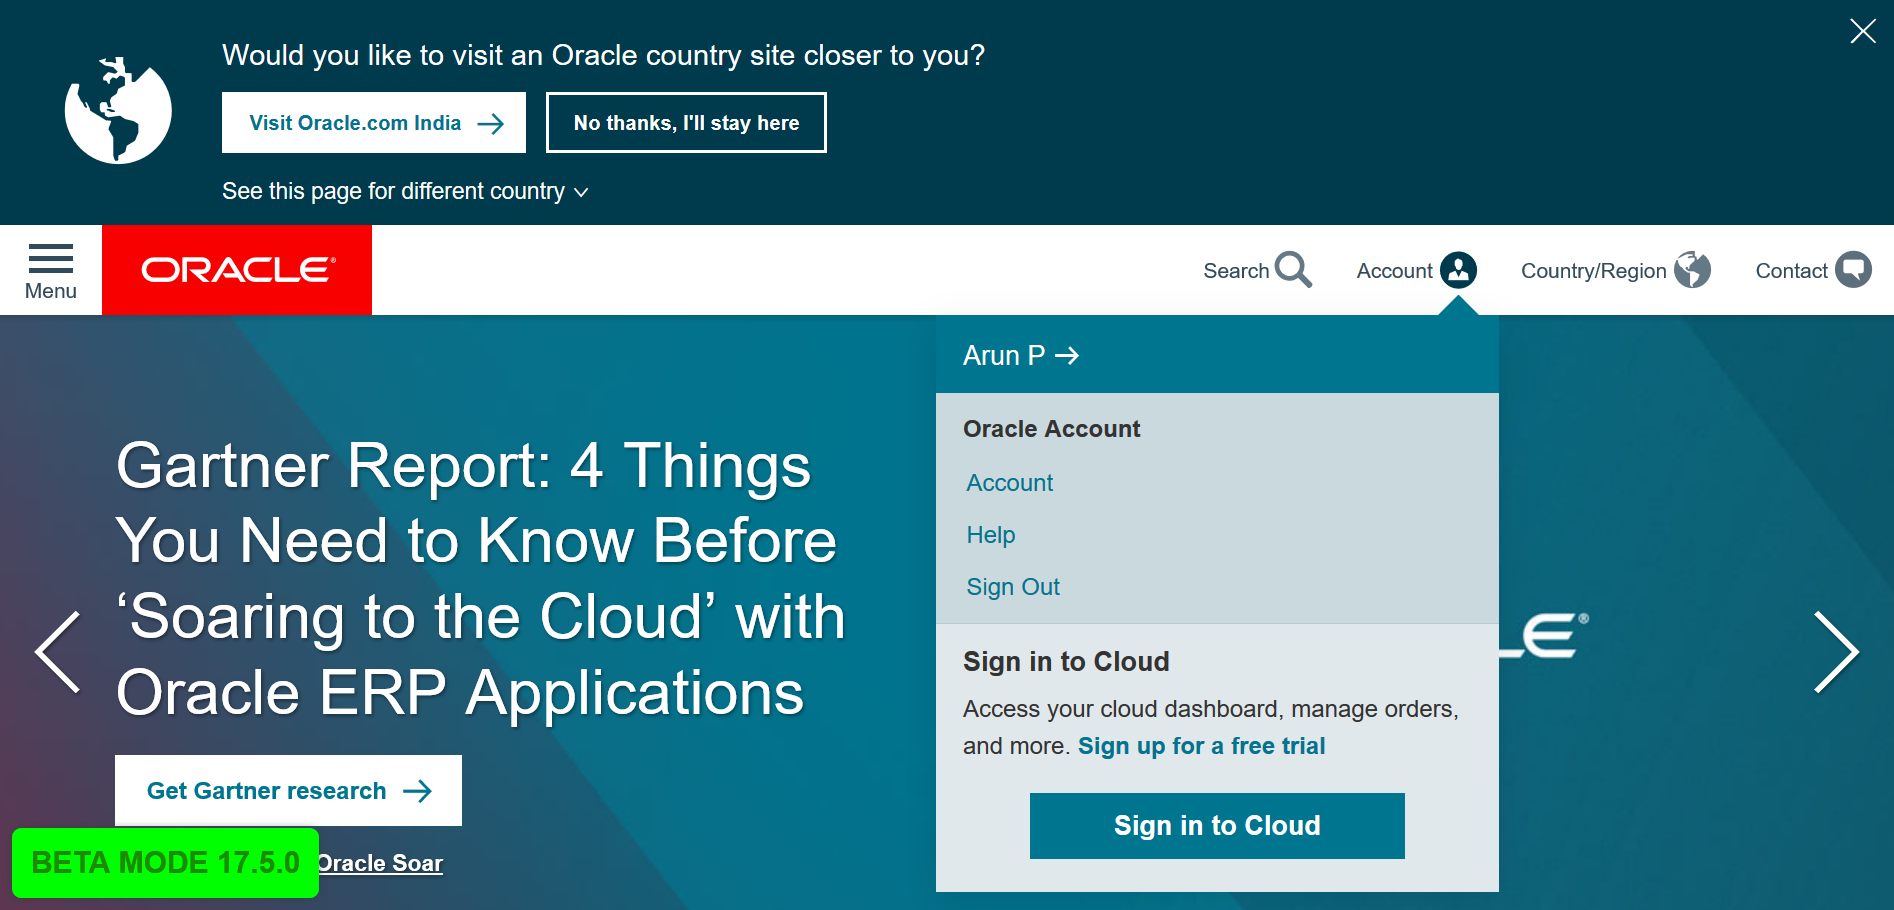 Would you like to visit an Oracle country site closer to you?
Visit Oracle.com India
No thanks, I'll stay here
See this page for different country
Menu
ORACLE®
Search
Account
Country/Region
Contact
Arun P
Oracle Account
Account
Help
Sign Out
Sign in to Cloud
Access your cloud dashboard, manage orders,
and more. Sign up for a free trial
Sign in to Cloud
Gartner Report: 4 Things
You Need to Know Before
‘Soaring to the Cloud’ with
Oracle ERP Applications
Get Gartner research
Oracle Soar
BETA MODE 17.5.0
LE®